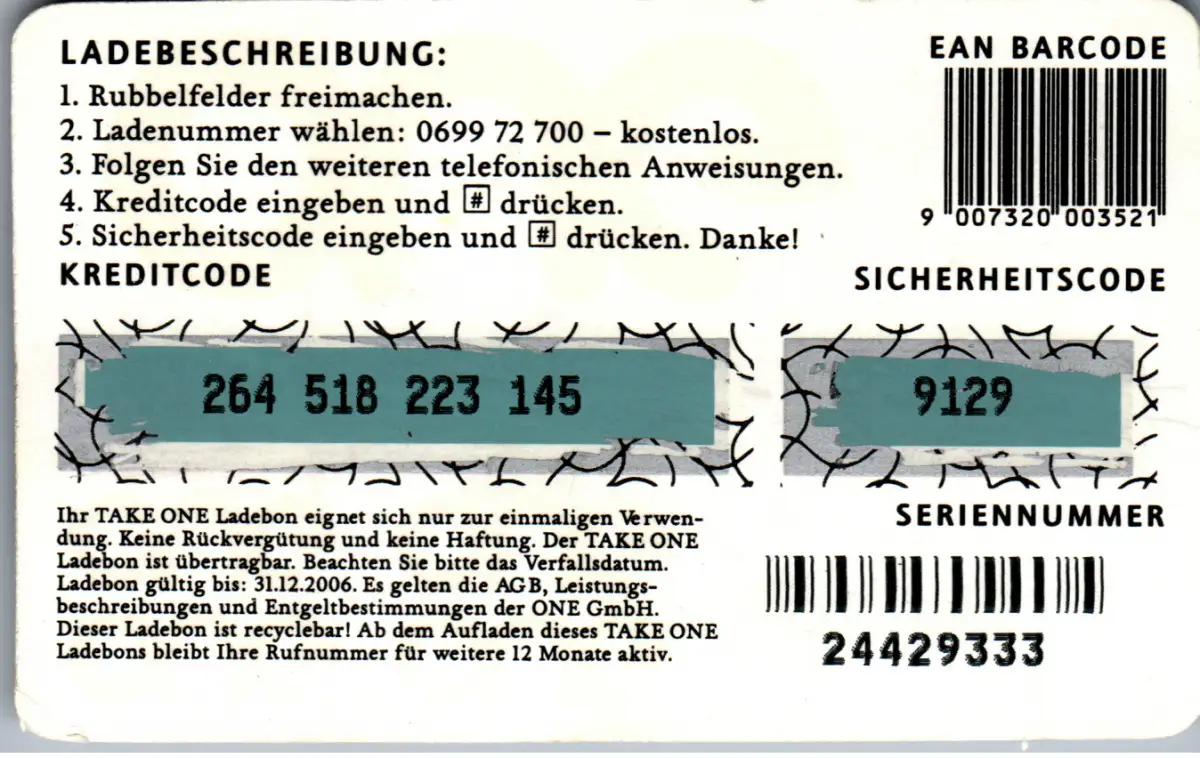 LADEBESCHREIBUNG:
1. Rubbelfelder freimachen.
2. Ladenummer wählen: 0699 72 700 – kostenlos.
3. Folgen Sie den weiteren telefonischen Anweisungen.
4. Kreditcode eingeben und # drücken.
5. Sicherheitscode eingeben und # drücken. Danke!
EAN BARCODE
9 007320 003521
KREDITCODE
264 518 223 145
SICHERHEITSCODE
9129
Ihr TAKE ONE Ladebon eignet sich nur zur einmaligen Verwen-
dung. Keine Rückvergütung und keine Haftung. Der TAKE ONE
Ladebon ist übertragbar. Beachten Sie bitte das Verfallsdatum.
Ladebon gültig bis: 31.12.2006. Es gelten die AGB, Leistungs-
beschreibungen und Entgeltbestimmungen der ONE GmbH.
Dieser Ladebon ist recyclebar! Ab dem Aufladen dieses TAKE ONE
Ladebons bleibt Ihre Rufnummer für weitere 12 Monate aktiv.
SERIENNUMMER
24429333